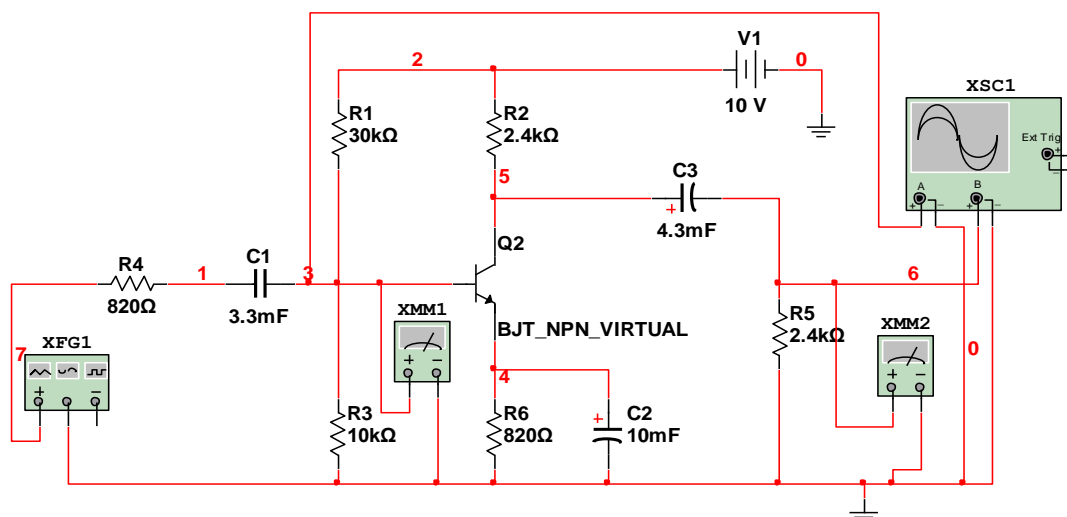 V1
2
0
10 V
XSC1
Ext Trig
+
−
A
B
+
−
+
−
R1
30kΩ
R2
2.4kΩ
5
C3
+
4.3mF
Q2
R4
820Ω
1
C1
3.3mF
3
6
BJT_NPN_VIRTUAL
XMM1
+
−
R5
2.4kΩ
XMM2
+
−
0
XFG1
7
+
−
4
R3
10kΩ
R6
820Ω
+
C2
10mF